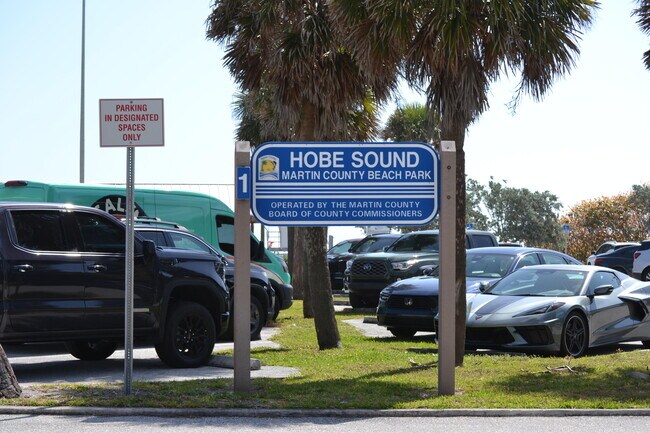 PARKING
IN DESIGNATED
SPACES
ONLY
1
HOBE SOUND
MARTIN COUNTY BEACH PARK
OPERATED BY THE MARTIN COUNTY
BOARD OF COUNTY COMMISSIONERS